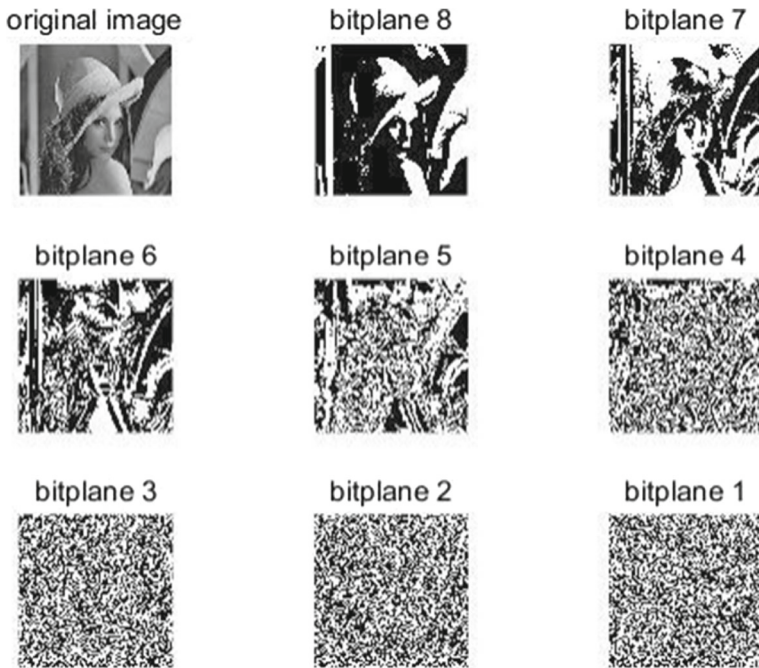 original image
bitplane 8
bitplane 7
bitplane 6
bitplane 5
bitplane 4
bitplane 3
bitplane 2
bitplane 1